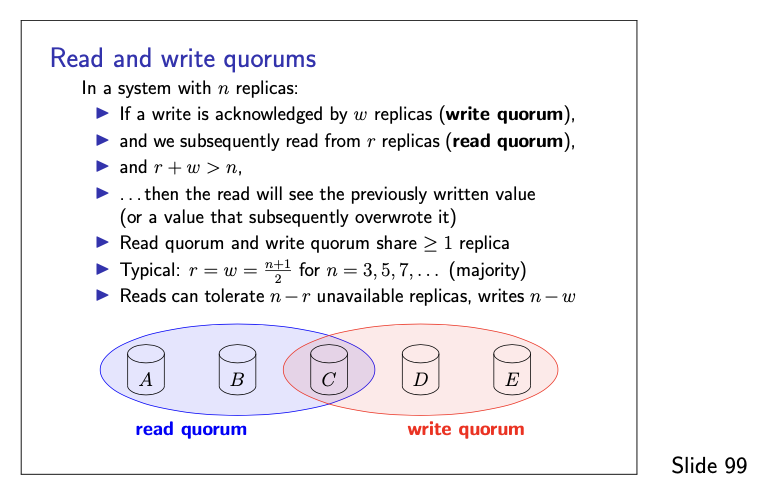 Read and write quorums
In a system with n replicas:
▶ If a write is acknowledged by w replicas (write quorum),
▶ and we subsequently read from r replicas (read quorum),
▶ and r + w > n,
▶ . . . then the read will see the previously written value
(or a value that subsequently overwrote it)
▶ Read quorum and write quorum share ≥ 1 replica
▶ Typical: r = w = (n+1)/2 for n = 3, 5, 7, . . . (majority)
▶ Reads can tolerate n − r unavailable replicas, writes n − w
A B C D E
read quorum write quorum
Slide 99